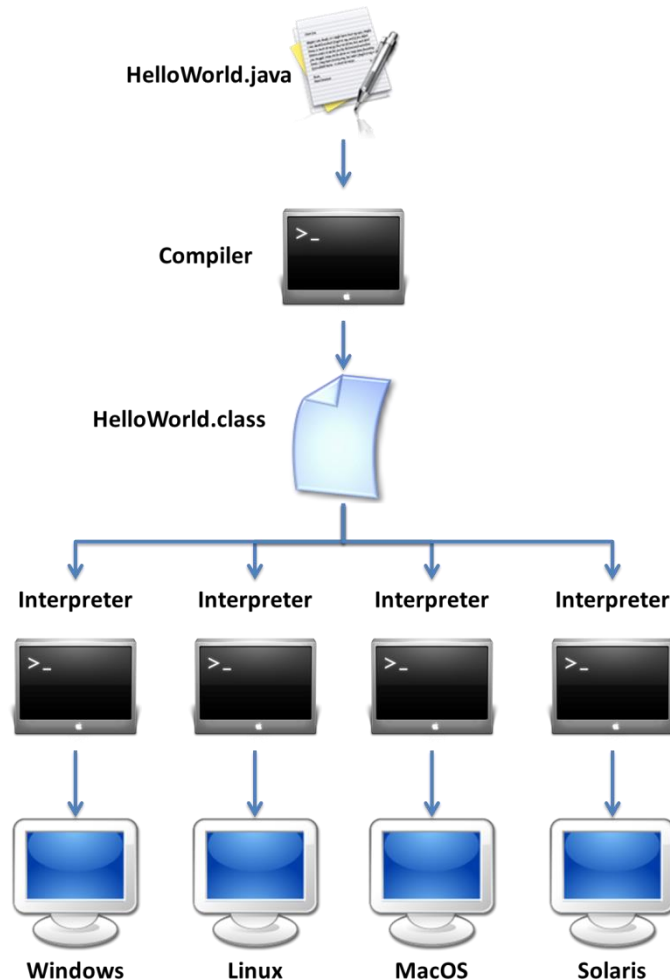 HelloWorld.java
>_
Compiler
HelloWorld.class
Interpreter Interpreter Interpreter Interpreter
>_ >_ >_ >_
Windows Linux MacOS Solaris